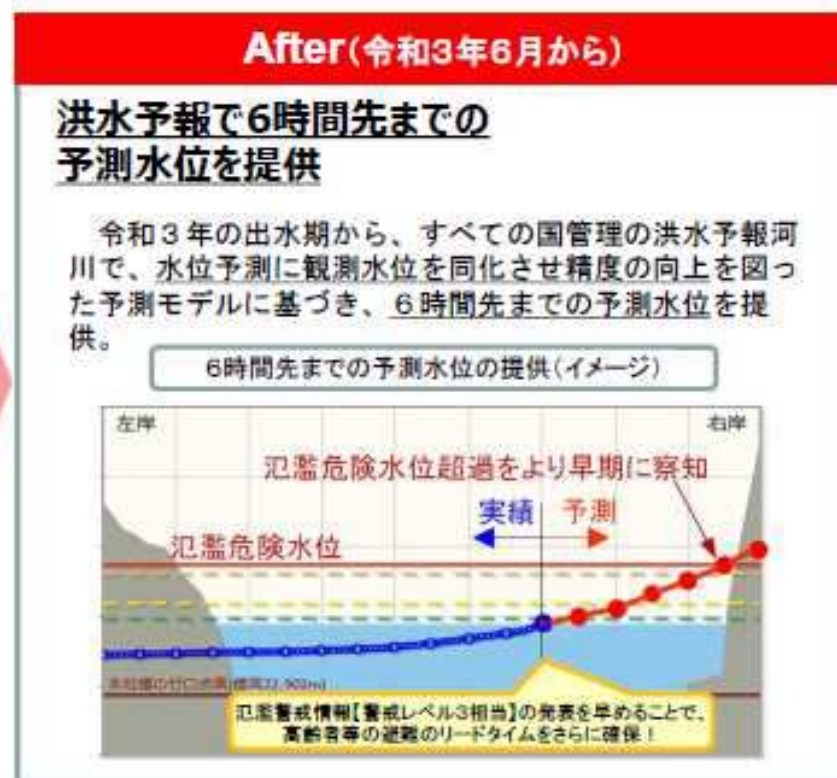 After(令和3年6月から)
洪水予報で6時間先までの
予測水位を提供
令和3年の出水期から、すべての国管理の洪水予報河
川で、水位予測に観測水位を同化させ精度の向上を図っ
た予測モデルに基づき、6時間先までの予測水位を提
供。
6時間先までの予測水位の提供(イメージ)
左岸
右岸
氾濫危険水位超過をより早期に察知
実績
予測
氾濫危険水位
氾濫警戒情報【警戒レベル3相当】の発表を早めることで、
高齢者等の避難のリードタイムをさらに確保!